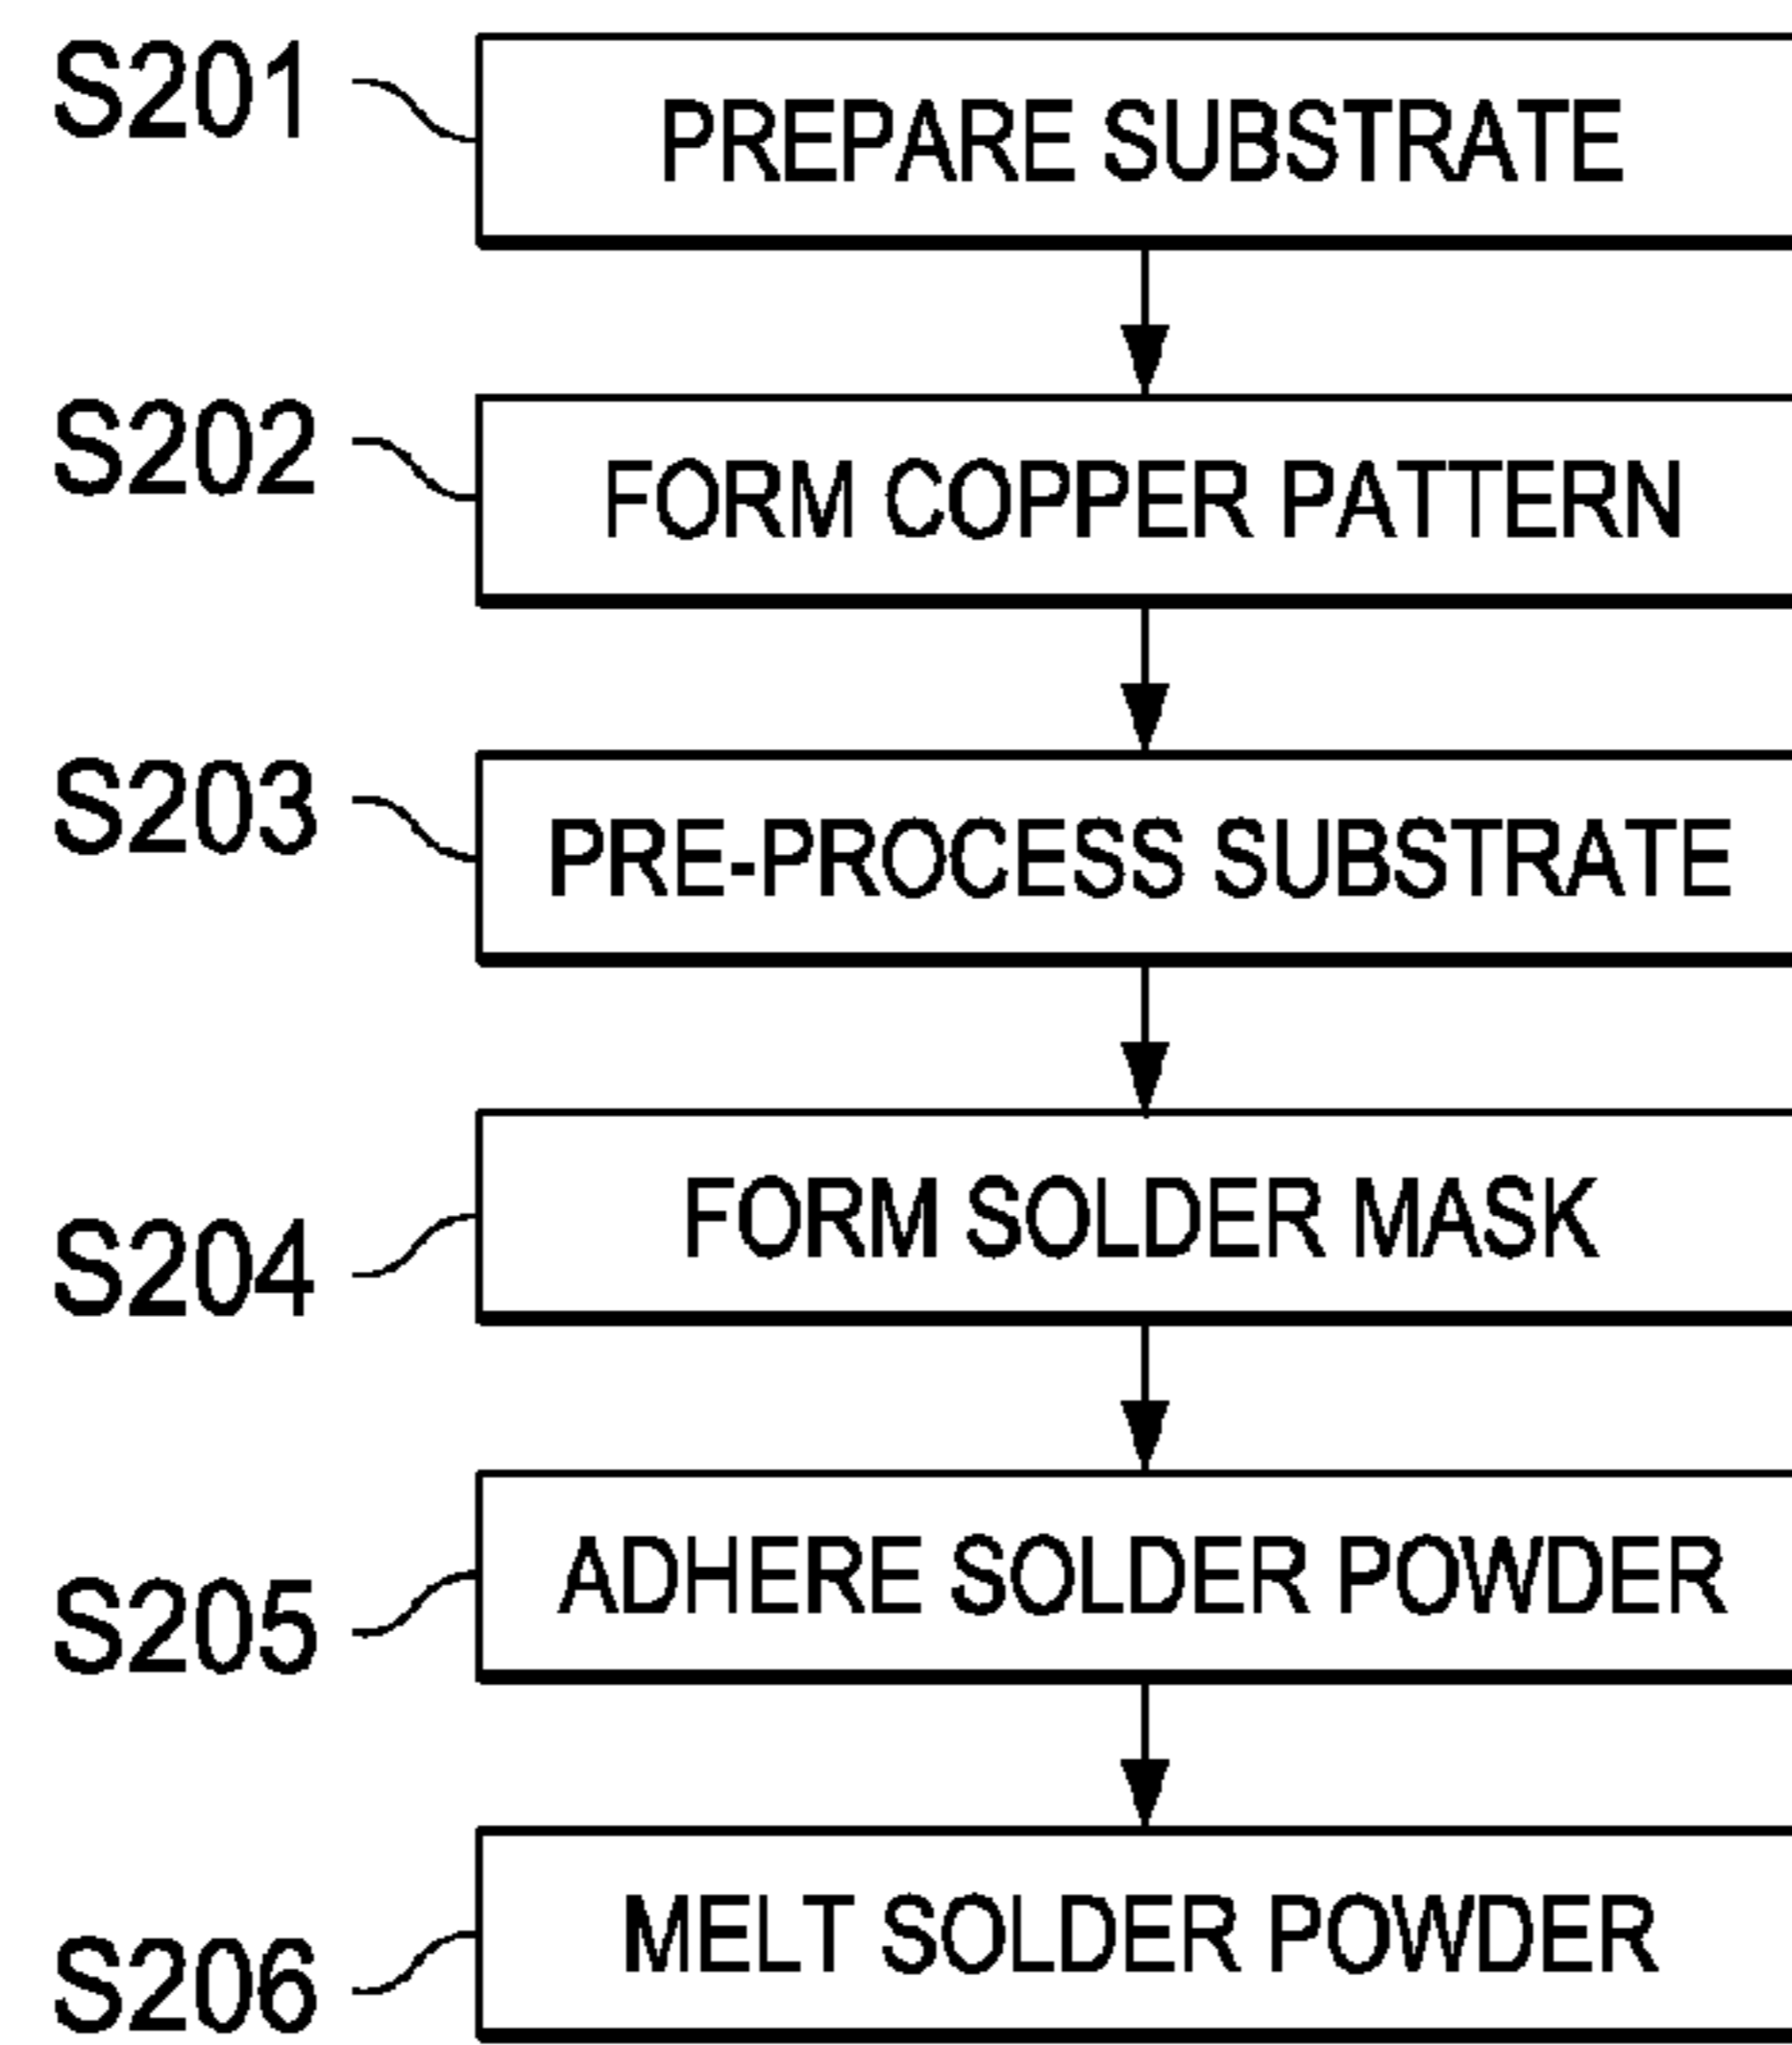 S201 PREPARE SUBSTRATE
S202 FORM COPPER PATTERN
S203 PRE-PROCESS SUBSTRATE
S204 FORM SOLDER MASK
S205 ADHERE SOLDER POWDER
S206 MELT SOLDER POWDER